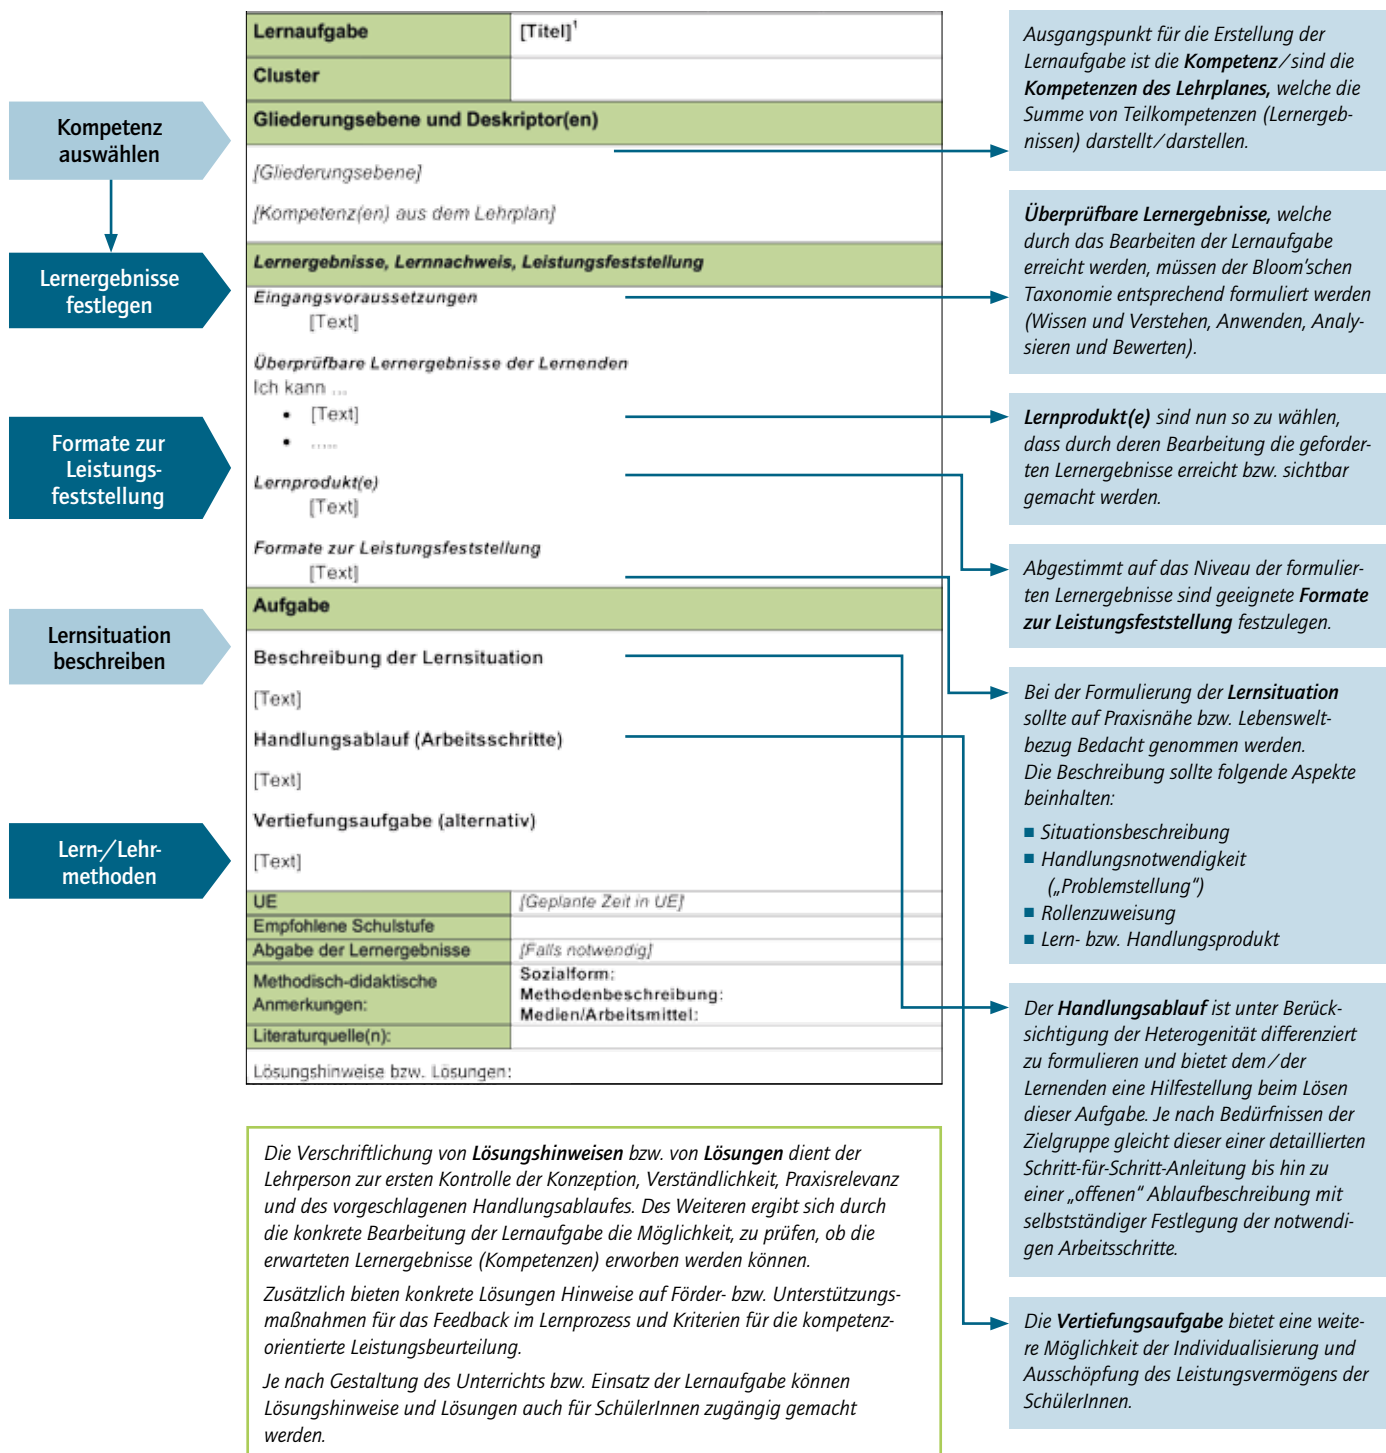 Kompetenz
auswählen
Lernergebnisse
festlegen
Formate zur
Leistungs-
feststellung
Lernsituation
beschreiben
Lern-/Lehr-
methoden
Lernaufgabe [Titel]¹
Cluster
Gliederungsebene und Deskriptor(en)
[Gliederungsebene]
[Kompetenz(en) aus dem Lehrplan]
Lernergebnisse, Lernnachweis, Leistungsfeststellung
Eingangsvoraussetzungen
[Text]
Überprüfbare Lernergebnisse der Lernenden
Ich kann ...
• [Text]
• .....
Lernprodukt(e)
[Text]
Formate zur Leistungsfeststellung
[Text]
Aufgabe
Beschreibung der Lernsituation
[Text]
Handlungsablauf (Arbeitsschritte)
[Text]
Vertiefungsaufgabe (alternativ)
[Text]
UE [Geplante Zeit in UE]
Empfohlene Schulstufe
Abgabe der Lernergebnisse [Falls notwendig]
Methodisch-didaktische
Anmerkungen:
Sozialform:
Methodenbeschreibung:
Medien/Arbeitsmittel:
Literaturquelle(n):
Lösungshinweise bzw. Lösungen:
Ausgangspunkt für die Erstellung der
Lernaufgabe ist die Kompetenz/sind die
Kompetenzen des Lehrplanes, welche die
Summe von Teilkompetenzen (Lernergeb-
nissen) darstellt/darstellen.
Überprüfbare Lernergebnisse, welche
durch das Bearbeiten der Lernaufgabe
erreicht werden, müssen der Bloom’schen
Taxonomie entsprechend formuliert werden
(Wissen und Verstehen, Anwenden, Analy-
sieren und Bewerten).
Lernprodukt(e) sind nun so zu wählen,
dass durch deren Bearbeitung die geforder-
ten Lernergebnisse erreicht bzw. sichtbar
gemacht werden.
Abgestimmt auf das Niveau der formulier-
ten Lernergebnisse sind geeignete Formate
zur Leistungsfeststellung festzulegen.
Bei der Formulierung der Lernsituation
sollte auf Praxisnähe bzw. Lebenswelt-
bezug Bedacht genommen werden.
Die Beschreibung sollte folgende Aspekte
beinhalten:
■ Situationsbeschreibung
■ Handlungsnotwendigkeit
(„Problemstellung“)
■ Rollenzuweisung
■ Lern- bzw. Handlungsprodukt
Der Handlungsablauf ist unter Berück-
sichtigung der Heterogenität differenziert
zu formulieren und bietet dem/der
Lernenden eine Hilfestellung beim Lösen
dieser Aufgabe. Je nach Bedürfnissen der
Zielgruppe gleicht dieser einer detaillierten
Schritt-für-Schritt-Anleitung bis hin zu
einer „offenen“ Ablaufbeschreibung mit
selbstständiger Festlegung der notwendi-
gen Arbeitsschritte.
Die Vertiefungsaufgabe bietet eine weite-
re Möglichkeit der Individualisierung und
Ausschöpfung des Leistungsvermögens der
SchülerInnen.
Die Verschriftlichung von Lösungshinweisen bzw. von Lösungen dient der
Lehrperson zur ersten Kontrolle der Konzeption, Verständlichkeit, Praxisrelevanz
und des vorgeschlagenen Handlungsablaufes. Des Weiteren ergibt sich durch
die konkrete Bearbeitung der Lernaufgabe die Möglichkeit, zu prüfen, ob die
erwarteten Lernergebnisse (Kompetenzen) erworben werden können.
Zusätzlich bieten konkrete Lösungen Hinweise auf Förder- bzw. Unterstützungs-
maßnahmen für das Feedback im Lernprozess und Kriterien für die kompetenz-
orientierte Leistungsbeurteilung.
Je nach Gestaltung des Unterrichts bzw. Einsatz der Lernaufgabe können
Lösungshinweise und Lösungen auch für SchülerInnen zugängig gemacht
werden.